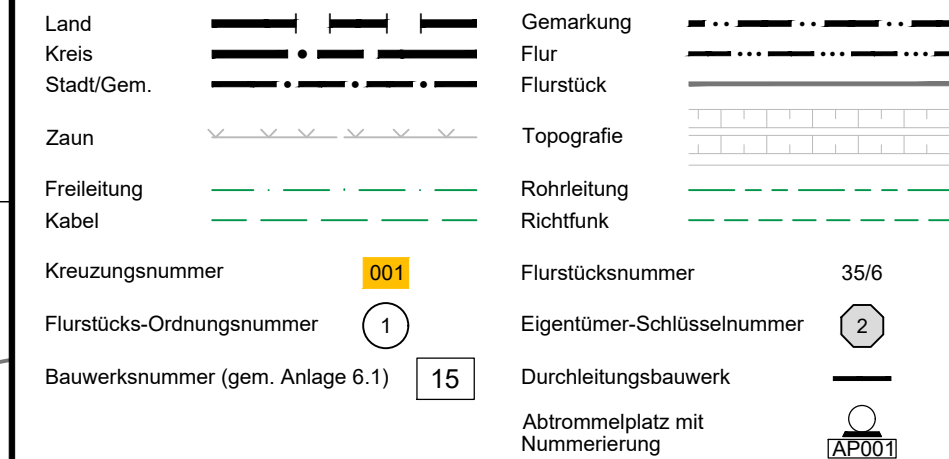 Land
Kreis
Stadt/Gem.
Zaun
Freileitung
Kabel
Kreuzungsnummer 001
Flurstücks-Ordnungsnummer 1
Bauwerksnummer (gem. Anlage 6.1) 15
Gemarkung
Flur
Flurstück
Topografie
Rohrleitung
Richtfunk
Flurstücksnummer 35/6
Eigentümer-Schlüsselnummer 2
Durchleitungsbauwerk
Abtrommelplatz mit
Nummerierung
AP001